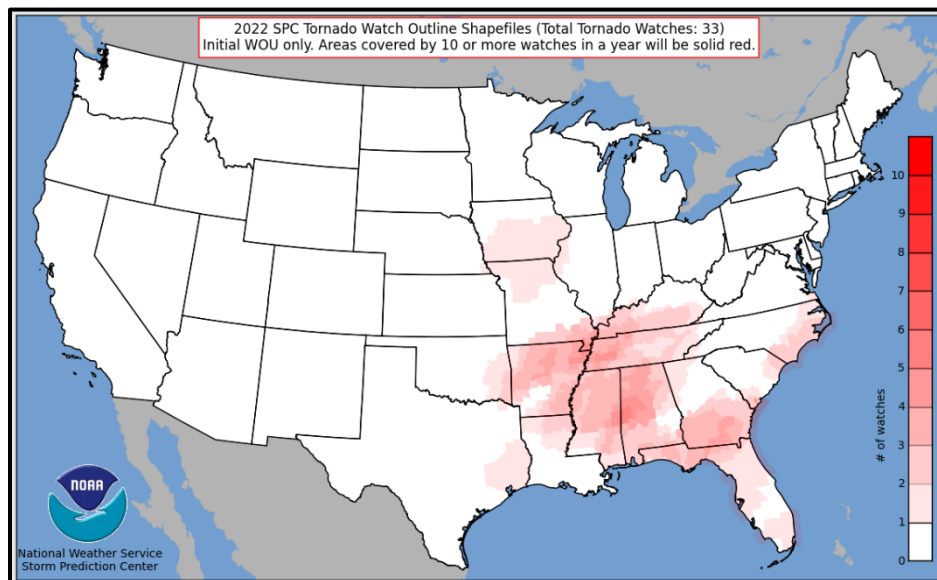 2022 SPC Tornado Watch Outline Shapefiles (Total Tornado Watches: 33)
Initial WOU only. Areas covered by 10 or more watches in a year will be solid red.
10
9
8
7
6
5
4
3
2
1
0
# of watches
NOAA
National Weather Service
Storm Prediction Center